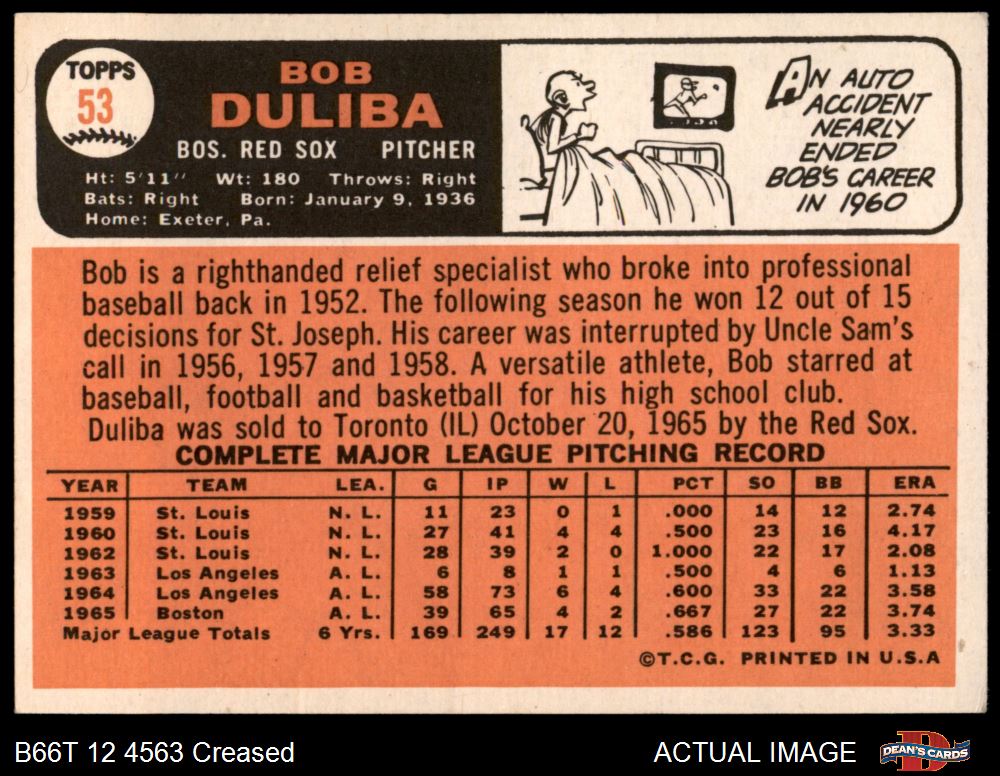 TOPPS
53
BOB
DULIBA
BOS. RED SOX PITCHER
Ht: 5'11" Wt: 180 Throws: Right
Bats: Right Born: January 9, 1936
Home: Exeter, Pa.
AN AUTO
ACCIDENT
NEARLY
ENDED
BOB'S CAREER
IN 1960
Bob is a righthanded relief specialist who broke into professional
baseball back in 1952. The following season he won 12 out of 15
decisions for St. Joseph. His career was interrupted by Uncle Sam's
call in 1956, 1957 and 1958. A versatile athlete, Bob starred at
baseball, football and basketball for his high school club.
Duliba was sold to Toronto (IL) October 20, 1965 by the Red Sox.
COMPLETE MAJOR LEAGUE PITCHING RECORD
YEAR TEAM LEA. G IP W L PCT SO BB ERA
1959 St. Louis N. L. 11 23 0 1 .000 14 12 2.74
1960 St. Louis N. L. 27 41 4 4 .500 23 16 4.17
1962 St. Louis N. L. 28 39 2 0 1.000 22 17 2.08
1963 Los Angeles A. L. 6 8 1 1 .500 4 6 1.13
1964 Los Angeles A. L. 58 73 6 4 .600 33 22 3.58
1965 Boston A. L. 39 65 4 2 .667 27 22 3.74
Major League Totals 6 Yrs. 169 249 17 12 .586 123 95 3.33
©T.C.G. PRINTED IN U.S.A
B66T 12 4563 Creased
ACTUAL IMAGE
DEAN'S CARDS